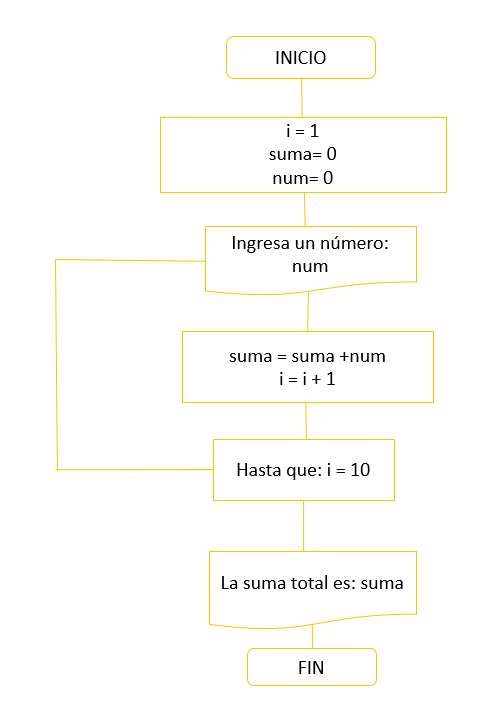 INICIO
i = 1
suma= 0
num= 0
Ingresa un número:
num
suma = suma +num
i = i + 1
Hasta que: i = 10
La suma total es: suma
FIN